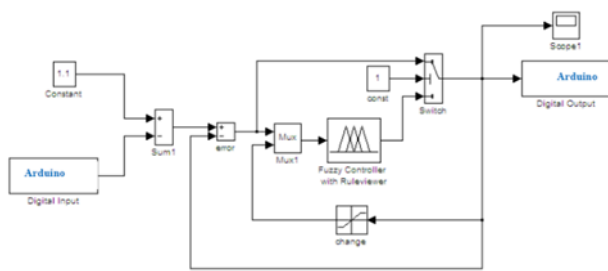 Scope1
1.1
Constant
Arduino
Digital Output
1
const
Switch
+
−
Sum1
+
−
error
Mux
Mux1
Fuzzy Controller
with Ruleviewer
Arduino
Digital Input
change